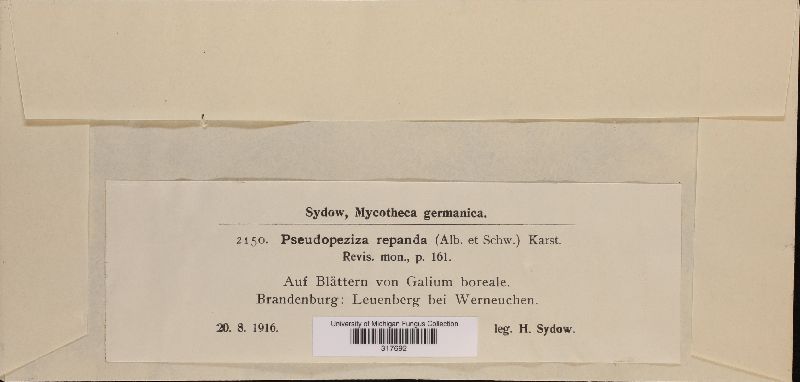 Sydow, Mycotheca germanica.
2150. Pseudopeziza repanda (Alb. et Schw.) Karst.
Revis. mon., p. 161.
Auf Blättern von Galium boreale.
Brandenburg: Leuenberg bei Werneuchen.
20. 8. 1916.
leg. H. Sydow.
University of Michigan Fungus Collection
317692